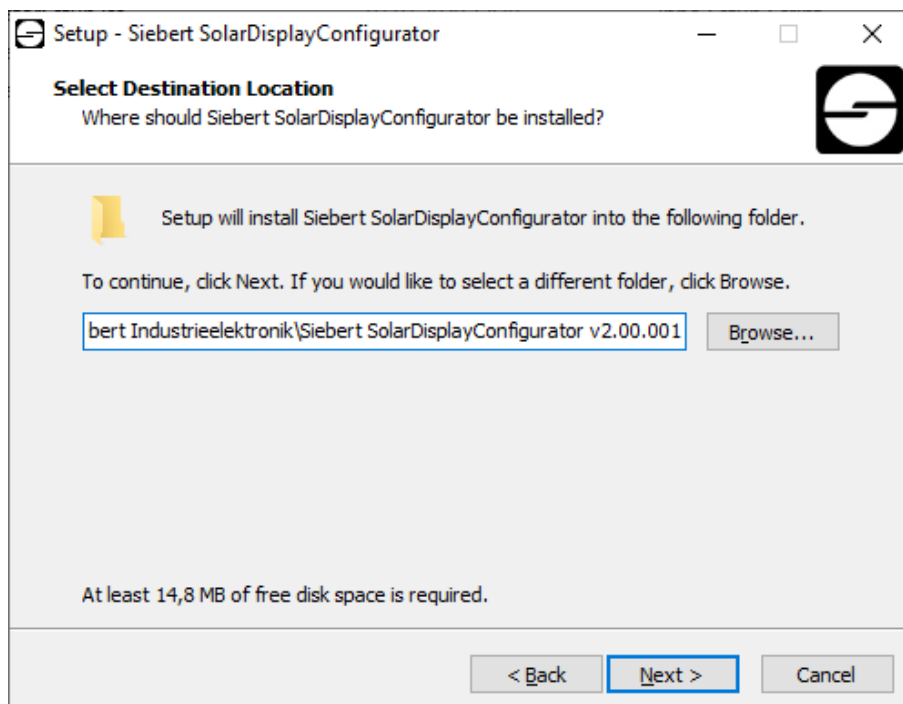 Setup - Siebert SolarDisplayConfigurator
Select Destination Location
Where should Siebert SolarDisplayConfigurator be installed?
Setup will install Siebert SolarDisplayConfigurator into the following folder.
To continue, click Next. If you would like to select a different folder, click Browse.
bert Industrieelektronik\Siebert SolarDisplayConfigurator v2.00.001
Browse...
At least 14,8 MB of free disk space is required.
< Back Next > Cancel